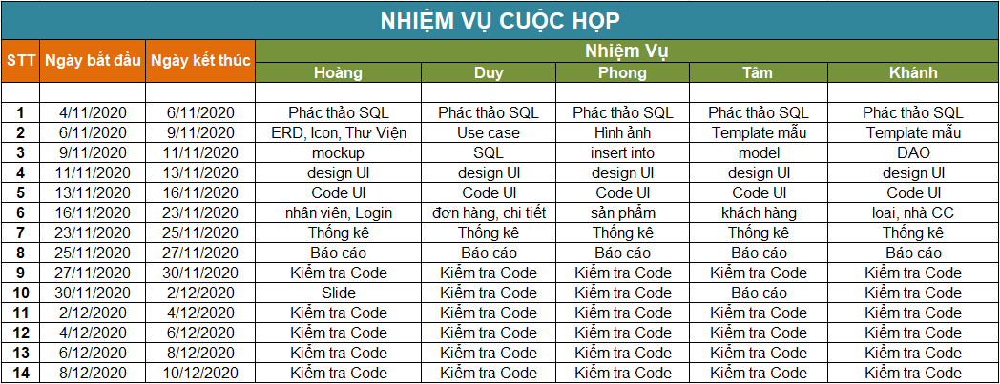 NHIỆM VỤ CUỘC HỌP
STT Ngày bắt đầu Ngày kết thúc Nhiệm Vụ
Hoàng Duy Phong Tâm Khánh
1 4/11/2020 6/11/2020 Phác thảo SQL Phác thảo SQL Phác thảo SQL Phác thảo SQL Phác thảo SQL
2 6/11/2020 9/11/2020 ERD, Icon, Thư Viện Use case Hình ảnh Template mẫu Template mẫu
3 9/11/2020 11/11/2020 mockup SQL insert into model DAO
4 11/11/2020 13/11/2020 design UI design UI design UI design UI design UI
5 13/11/2020 16/11/2020 Code UI Code UI Code UI Code UI Code UI
6 16/11/2020 23/11/2020 nhân viên, Login đơn hàng, chi tiết sản phẩm khách hàng loai, nhà CC
7 23/11/2020 25/11/2020 Thống kê Thống kê Thống kê Thống kê Thống kê
8 25/11/2020 27/11/2020 Báo cáo Báo cáo Báo cáo Báo cáo Báo cáo
9 27/11/2020 30/11/2020 Kiểm tra Code Kiểm tra Code Kiểm tra Code Kiểm tra Code Kiểm tra Code
10 30/11/2020 2/12/2020 Slide Kiểm tra Code Kiểm tra Code Báo cáo Kiểm tra Code
11 2/12/2020 4/12/2020 Kiểm tra Code Kiểm tra Code Kiểm tra Code Kiểm tra Code Kiểm tra Code
12 4/12/2020 6/12/2020 Kiểm tra Code Kiểm tra Code Kiểm tra Code Kiểm tra Code Kiểm tra Code
13 6/12/2020 8/12/2020 Kiểm tra Code Kiểm tra Code Kiểm tra Code Kiểm tra Code Kiểm tra Code
14 8/12/2020 10/12/2020 Kiểm tra Code Kiểm tra Code Kiểm tra Code Kiểm tra Code Kiểm tra Code